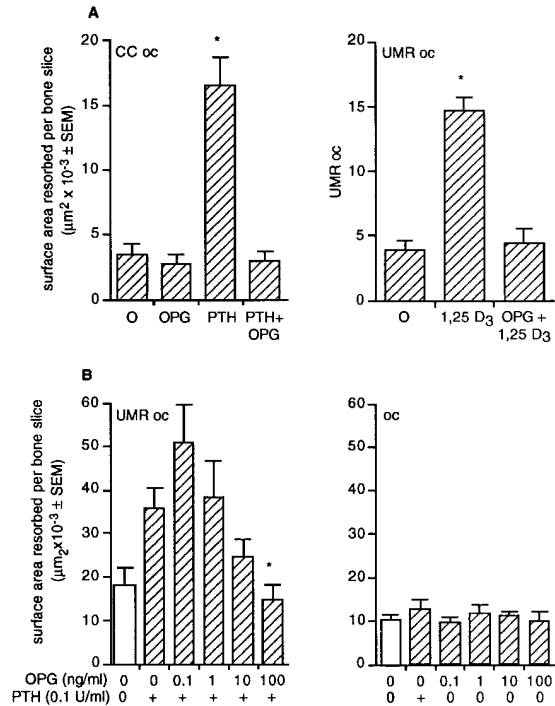 A
CC oc
surface area resorbed per bone slice
(µm² x 10⁻³ ± SEM)
20
15
10
5
0
*
O OPG PTH PTH+
OPG
UMR oc
UMR oc
20
15
10
5
0
*
O 1,25 D₃ OPG +
1,25 D₃
B
UMR oc
surface area resorbed per bone slice
(µm₂x10⁻³ ± SEM)
60
50
40
30
20
10
0
*
OPG (ng/ml) 0 0 0.1 1 10 100
PTH (0.1 U/ml) 0 + + + + +
oc
60
50
40
30
20
10
0
0 0 0.1 1 10 100
0 + 0 0 0 0